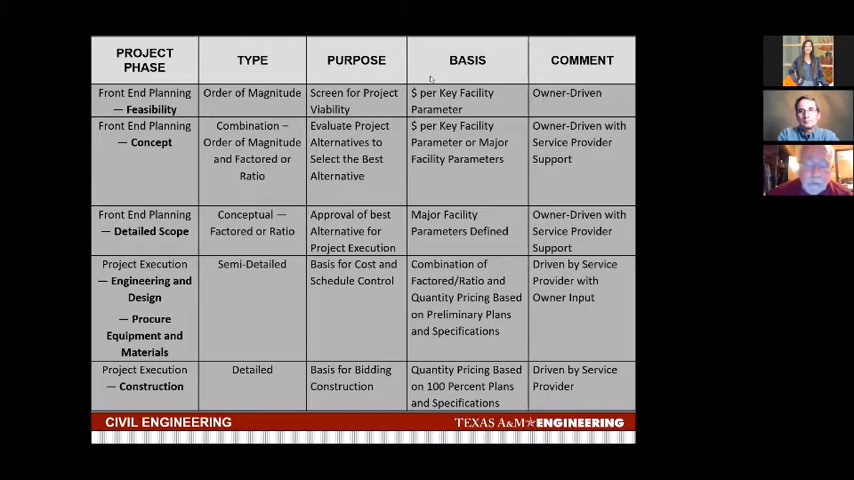 PROJECT PHASE
TYPE
PURPOSE
BASIS
COMMENT
Front End Planning
— Feasibility
Order of Magnitude
Screen for Project
Viability
$ per Key Facility
Parameter
Owner-Driven
Front End Planning
— Concept
Combination –
Order of Magnitude
and Factored or
Ratio
Evaluate Project
Alternatives to
Select the Best
Alternative
$ per Key Facility
Parameter or Major
Facility Parameters
Owner-Driven with
Service Provider
Support
Front End Planning
— Detailed Scope
Conceptual —
Factored or Ratio
Approval of best
Alternative for
Project Execution
Major Facility
Parameters Defined
Owner-Driven with
Service Provider
Support
Project Execution
— Engineering and
Design
— Procure
Equipment and
Materials
Semi-Detailed
Basis for Cost and
Schedule Control
Combination of
Factored/Ratio and
Quantity Pricing Based
on Preliminary Plans
and Specifications
Driven by Service
Provider with
Owner Input
Project Execution
— Construction
Detailed
Basis for Bidding
Construction
Quantity Pricing Based
on 100 Percent Plans
and Specifications
Driven by Service
Provider
CIVIL ENGINEERING
TEXAS A&M ENGINEERING